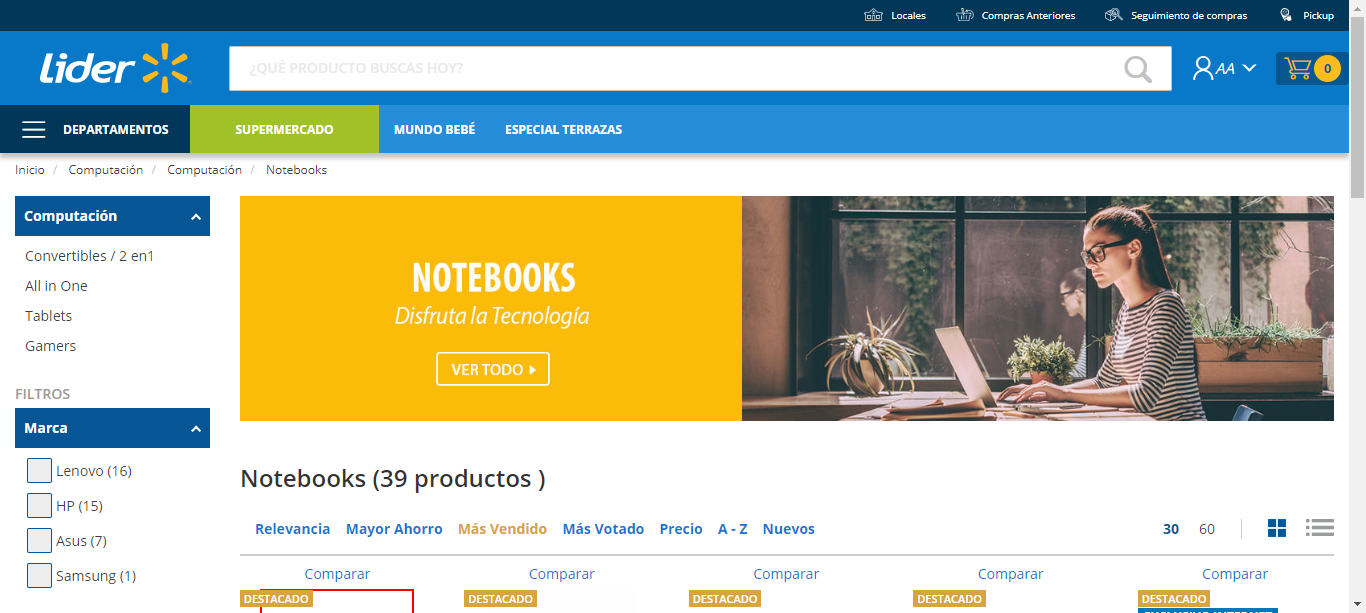 Locales Compras Anteriores Seguimiento de compras Pickup
lider ¿QUÉ PRODUCTO BUSCAS HOY? AA 0
DEPARTAMENTOS SUPERMERCADO MUNDO BEBÉ ESPECIAL TERRAZAS
Inicio / Computación / Computación / Notebooks
Computación
Convertibles / 2 en1
All in One
Tablets
Gamers
NOTEBOOKS
Disfruta la Tecnología
VER TODO
FILTROS
Marca
Lenovo (16)
HP (15)
Asus (7)
Samsung (1)
Notebooks (39 productos )
Relevancia Mayor Ahorro Más Vendido Más Votado Precio A - Z Nuevos 30 60
Comparar Comparar Comparar Comparar Comparar
DESTACADO DESTACADO DESTACADO DESTACADO DESTACADO